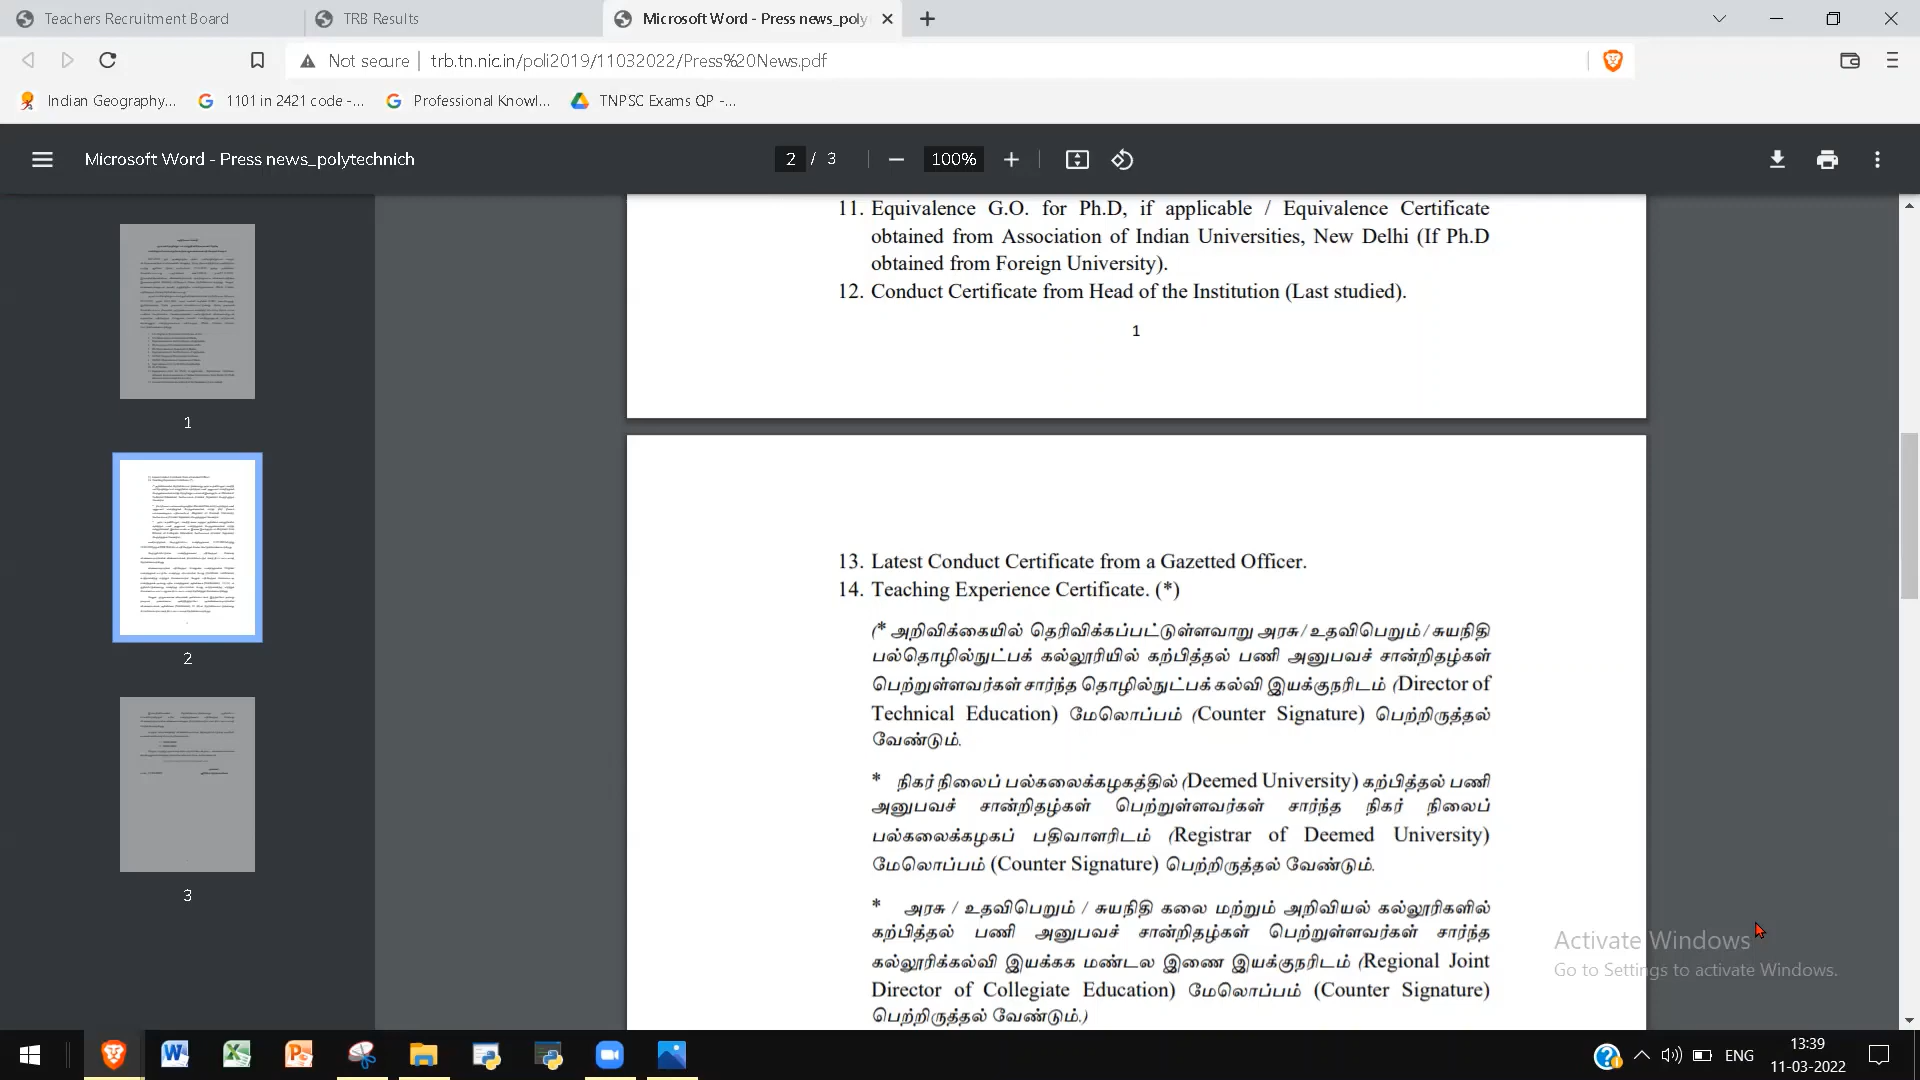 Teachers Recruitment Board
TRB Results
Microsoft Word - Press news_poly
Not secure
trb.tn.nic.in/poli2019/11032022/Press%20News.pdf
Indian Geography...
1101 in 2421 code -...
Professional Knowl...
TNPSC Exams QP -...
Microsoft Word - Press news_polytechnich
2 / 3
100%
11. Equivalence G.O. for Ph.D, if applicable / Equivalence Certificate
obtained from Association of Indian Universities, New Delhi (If Ph.D
obtained from Foreign University).
12. Conduct Certificate from Head of the Institution (Last studied).
1
1
2
3
13. Latest Conduct Certificate from a Gazetted Officer.
14. Teaching Experience Certificate. (*)
(* அறிவிக்கையில் தெரிவிக்கப்பட்டுள்ளவாறு அரசு / உதவிபெறும் / சுயநிதி
பல்தொழில்நுட்பக் கல்லூரியில் கற்பித்தல் பணி அனுபவச் சான்றிதழ்கள்
பெற்றுள்ளவர்கள் சார்ந்த தொழில்நுட்பக் கல்வி இயக்குநரிடம் (Director of
Technical Education) மேலொப்பம் (Counter Signature) பெற்றிருத்தல்
வேண்டும்.
* நிகர் நிலைப் பல்கலைக்கழகத்தில் (Deemed University) கற்பித்தல் பணி
அனுபவச் சான்றிதழ்கள் பெற்றுள்ளவர்கள் சார்ந்த நிகர் நிலைப்
பல்கலைக்கழகப் பதிவாளரிடம் (Registrar of Deemed University)
மேலொப்பம் (Counter Signature) பெற்றிருத்தல் வேண்டும்.
* அரசு / உதவிபெறும் / சுயநிதி கலை மற்றும் அறிவியல் கல்லூரிகளில்
கற்பித்தல் பணி அனுபவச் சான்றிதழ்கள் பெற்றுள்ளவர்கள் சார்ந்த
கல்லூரிக்கல்வி இயக்கக மண்டல இணை இயக்குநரிடம் (Regional Joint
Director of Collegiate Education) மேலொப்பம் (Counter Signature)
பெற்றிருத்தல் வேண்டும்.)
Activate Windows
Go to Settings to activate Windows.
ENG
13:39
11-03-2022